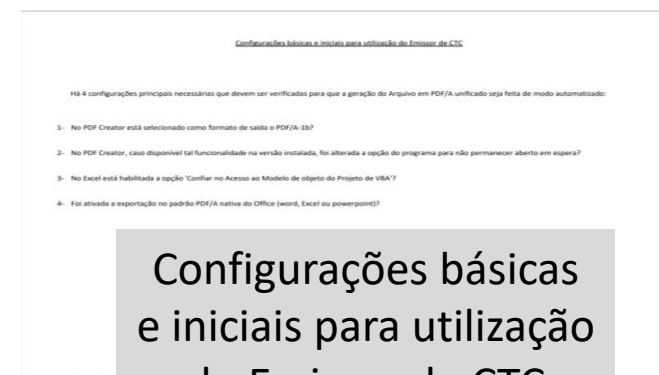 Configurações básicas e iniciais para utilização do Emissor de CTC
Há 4 configurações principais necessárias que devem ser verificadas para que a geração do Arquivo em PDF/A unificado seja feita de modo automatizado:
1- No PDF Creator está selecionado como formato de saída o PDF/A-1b?
2- No PDF Creator, caso disponível tal funcionalidade na versão instalada, foi alterada a opção do programa para não permanecer aberto em espera?
3- No Excel está habilitada a opção 'Confiar no Acesso ao Modelo de objeto do Projeto de VBA'?
4- Foi ativada a exportação no padrão PDF/A nativa do Office (word, Excel ou powerpoint)?
Configurações básicas
e iniciais para utilização
do Emissor de CTC